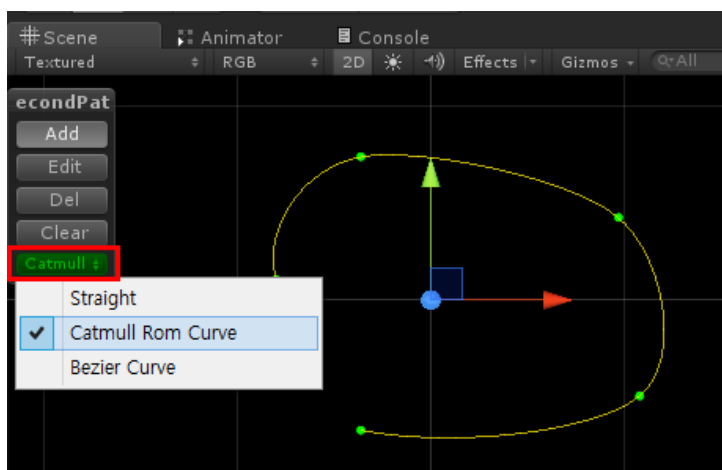 Scene Animator Console
Textured RGB 2D Effects Gizmos All
econdPat
Add
Edit
Del
Clear
Catmull
Straight
Catmull Rom Curve
Bezier Curve